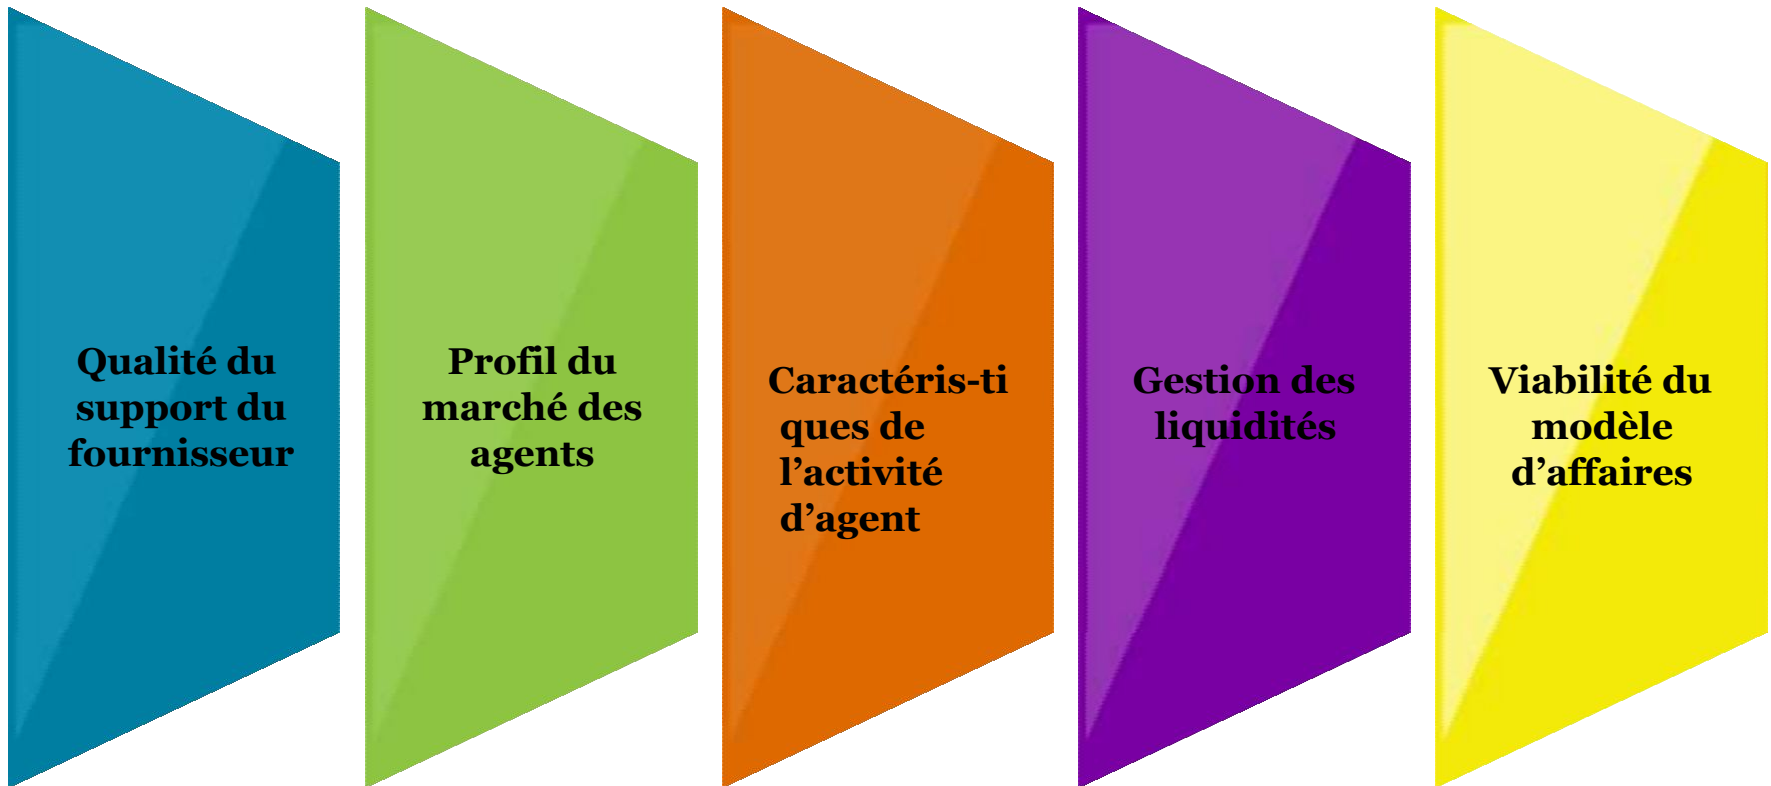 Qualité du
support du
fournisseur
Profil du
marché des
agents
Caractéris-ti
ques de
l’activité
d’agent
Gestion des
liquidités
Viabilité du
modèle
d’affaires